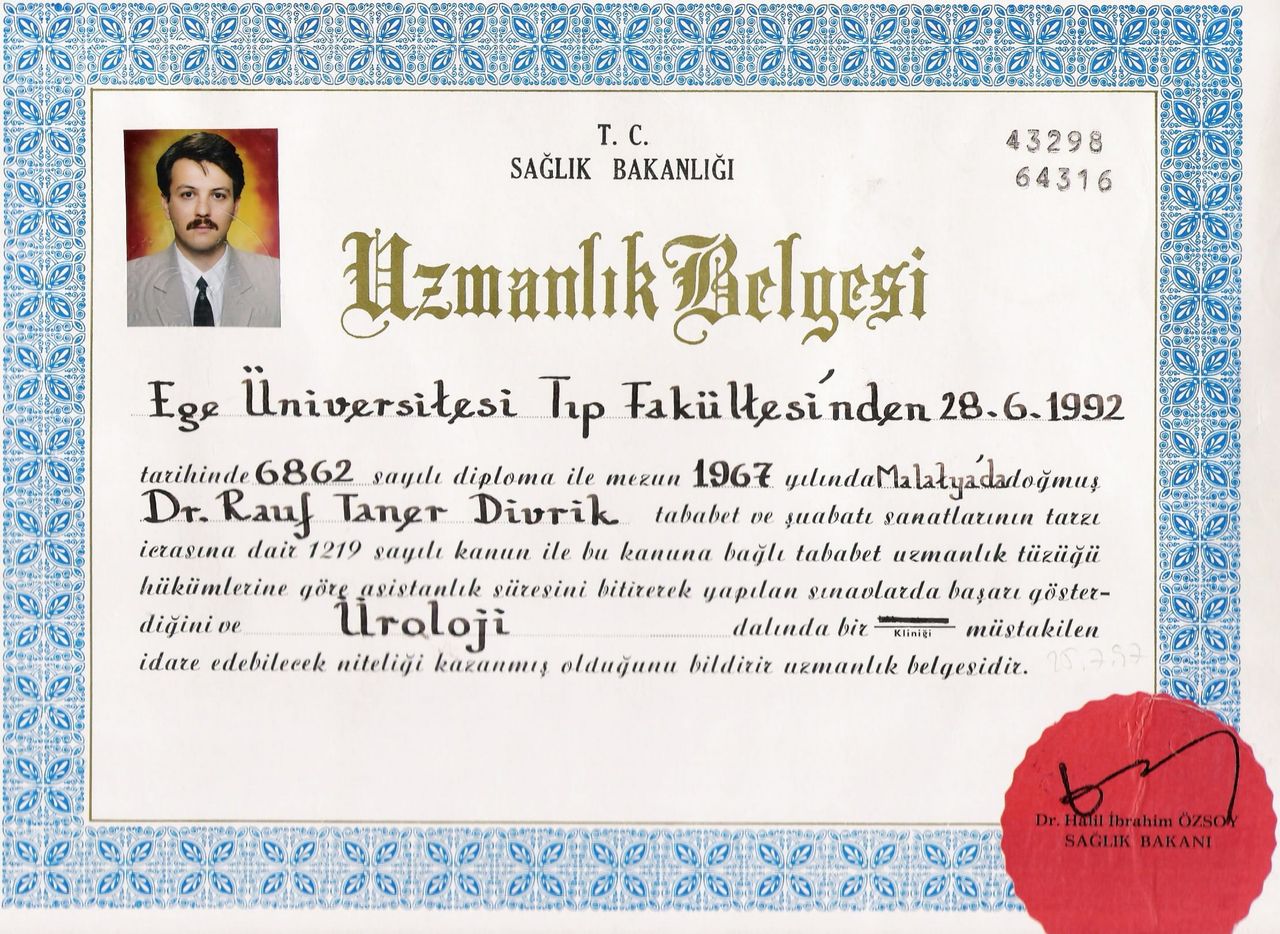 T. C.
SAĞLIK BAKANLIĞI
43298
64316
Uzmanlık Belgesi
Ege Üniversitesi Tıp Fakültesi'nden 28.6.1992
tarihinde 6862 sayılı diploma ile mezun 1967 yılında Malatya'da doğmuş
Dr. Rauf Taner Divrik tababet ve şuabatı sanatlarının tarzı
icrasına dair 1219 sayılı kanun ile bu kanuna bağlı tababet uzmanlık tüzüğü
hükümlerine göre asistanlık süresini bitirerek yapılan sınavlarda başarı göster-
diğini ve Üroloji dalında bir Kliniği müstakilen
idare edebilecek niteliği kazanmış olduğunu bildirir uzmanlık belgesidir.
25.7.97
Dr. Halil İbrahim ÖZSOY
SAĞLIK BAKANI